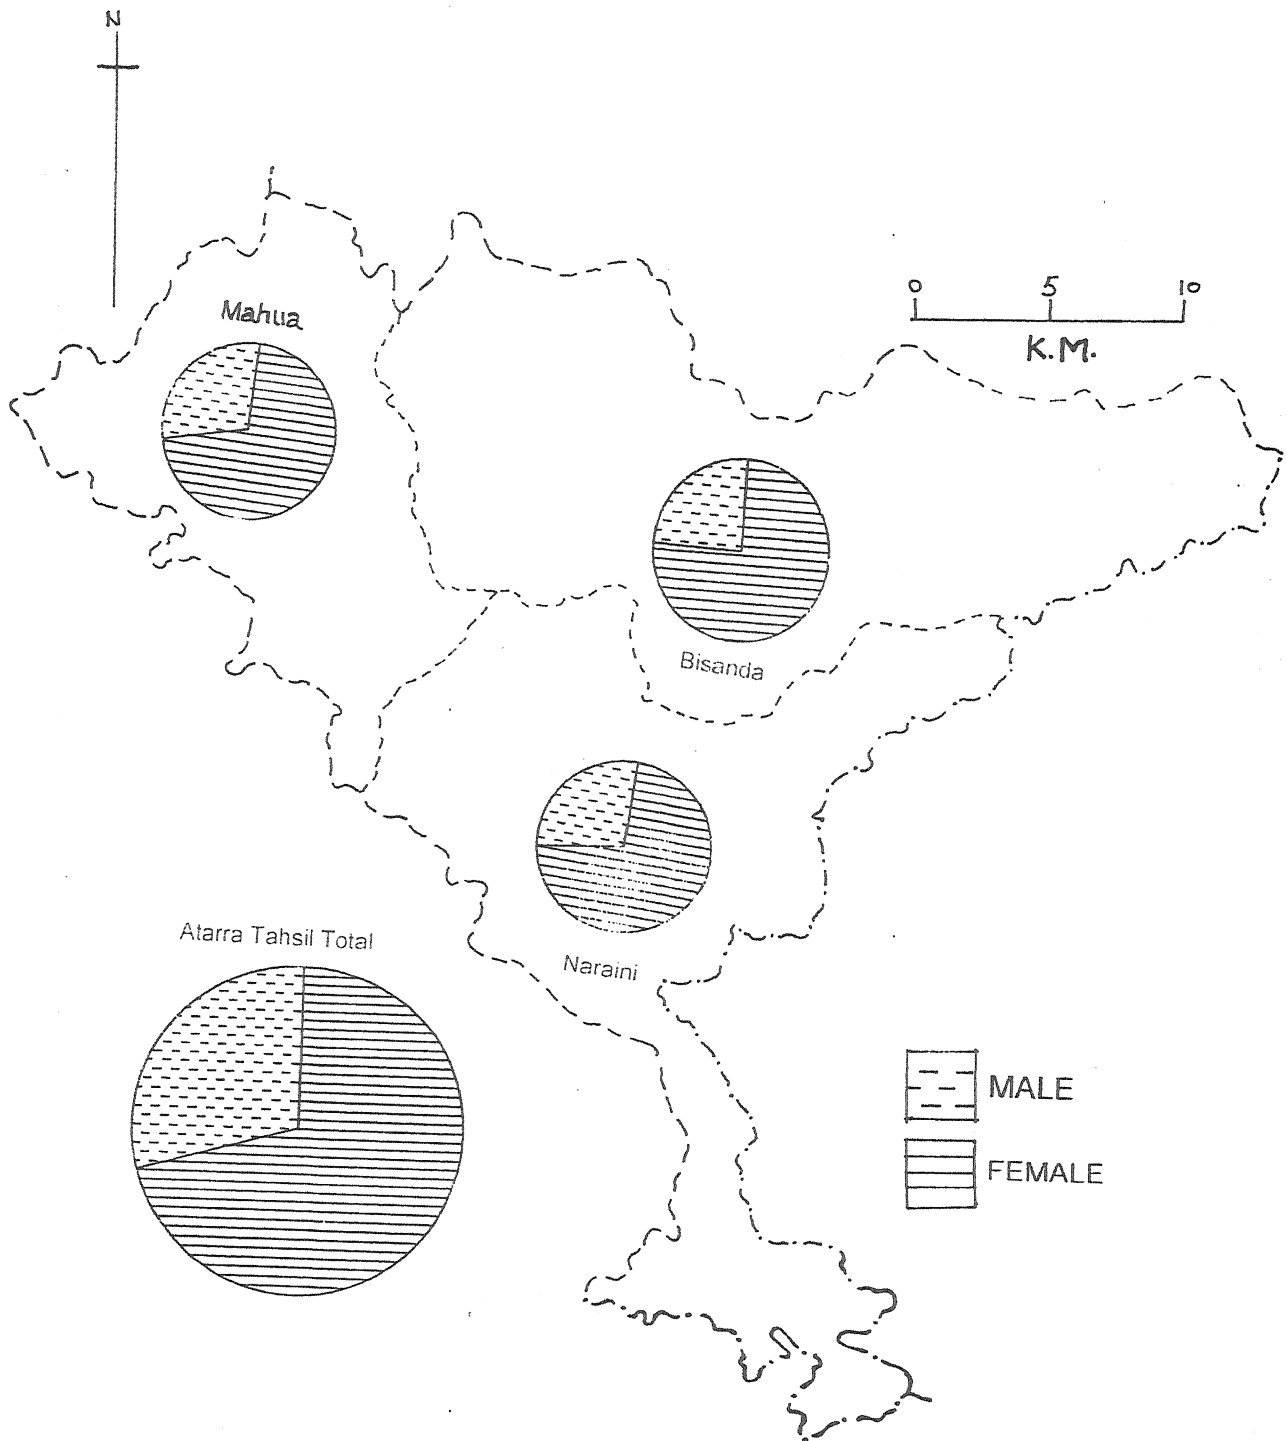 N
0 5 10
K.M.
Mahua
Bisanda
Naraini
Atarra Tahsil Total
MALE
FEMALE